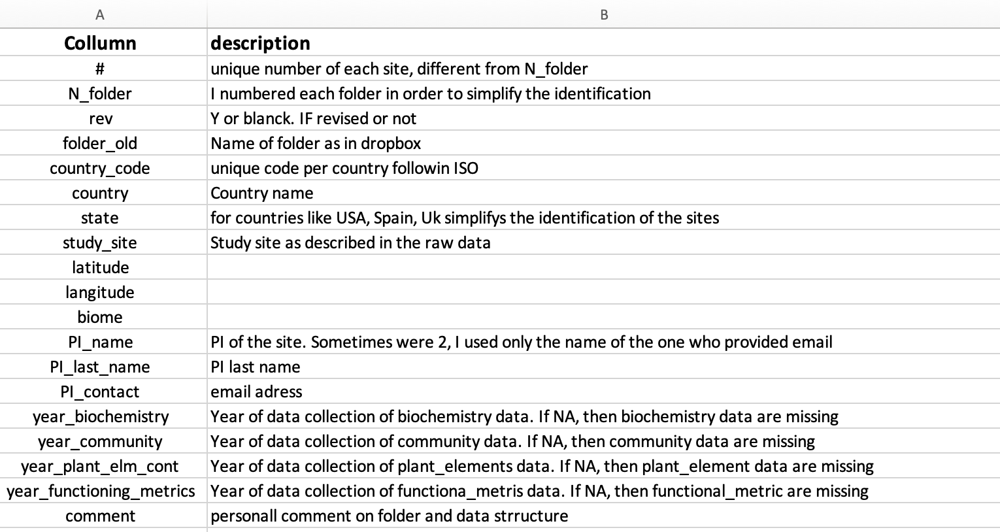 A B
Collumn description
# unique number of each site, different from N_folder
N_folder I numbered each folder in order to simplify the identification
rev Y or blanck. IF revised or not
folder_old Name of folder as in dropbox
country_code unique code per country followin ISO
country Country name
state for countries like USA, Spain, Uk simplifys the identification of the sites
study_site Study site as described in the raw data
latitude
langitude
biome
PI_name PI of the site. Sometimes were 2, I used only the name of the one who provided email
PI_last_name PI last name
PI_contact email adress
year_biochemistry Year of data collection of biochemistry data. If NA, then biochemistry data are missing
year_community Year of data collection of community data. If NA, then community data are missing
year_plant_elm_cont Year of data collection of plant_elements data. If NA, then plant_element data are missing
year_functioning_metrics Year of data collection of functiona_metris data. If NA, then functional_metric are missing
comment personall comment on folder and data strructure